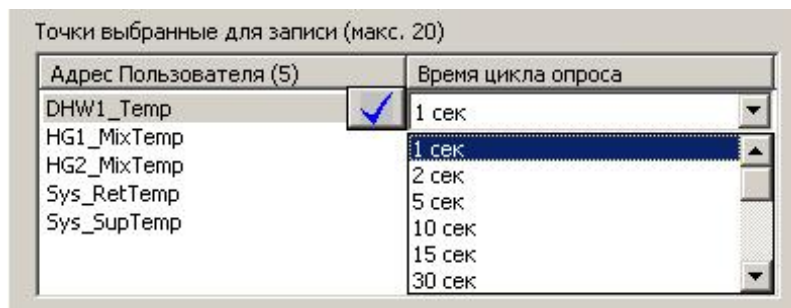 Точки выбранные для записи (макс. 20)
Адрес Пользователя (5) Время цикла опроса
DHW1_Temp 1 сек
HG1_MixTemp 1 сек
HG2_MixTemp 2 сек
Sys_RetTemp 5 сек
Sys_SupTemp 10 сек
15 сек
30 сек